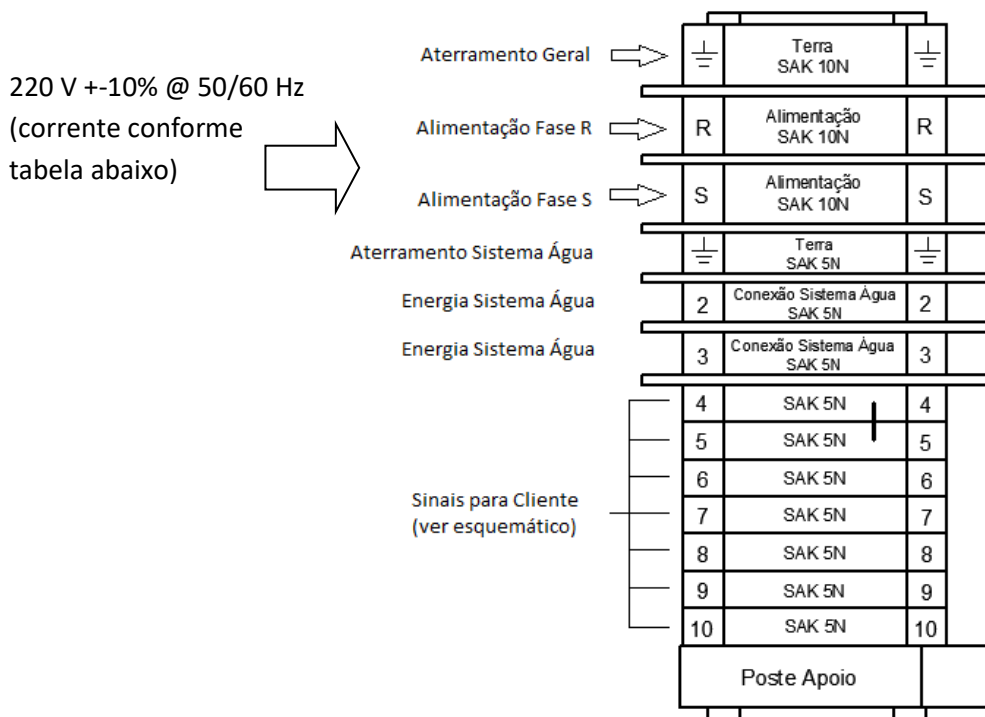 220 V +-10% @ 50/60 Hz
(corrente conforme
tabela abaixo)
Aterramento Geral
Terra
SAK 10N
Alimentação Fase R
R
Alimentação
SAK 10N
R
Alimentação Fase S
S
Alimentação
SAK 10N
S
Aterramento Sistema Água
Terra
SAK 5N
Energia Sistema Água
2
Conexão Sistema Água
SAK 5N
2
Energia Sistema Água
3
Conexão Sistema Água
SAK 5N
3
4 SAK 5N 4
5 SAK 5N 5
6 SAK 5N 6
Sinais para Cliente
(ver esquemático)
7 SAK 5N 7
8 SAK 5N 8
9 SAK 5N 9
10 SAK 5N 10
Poste Apoio